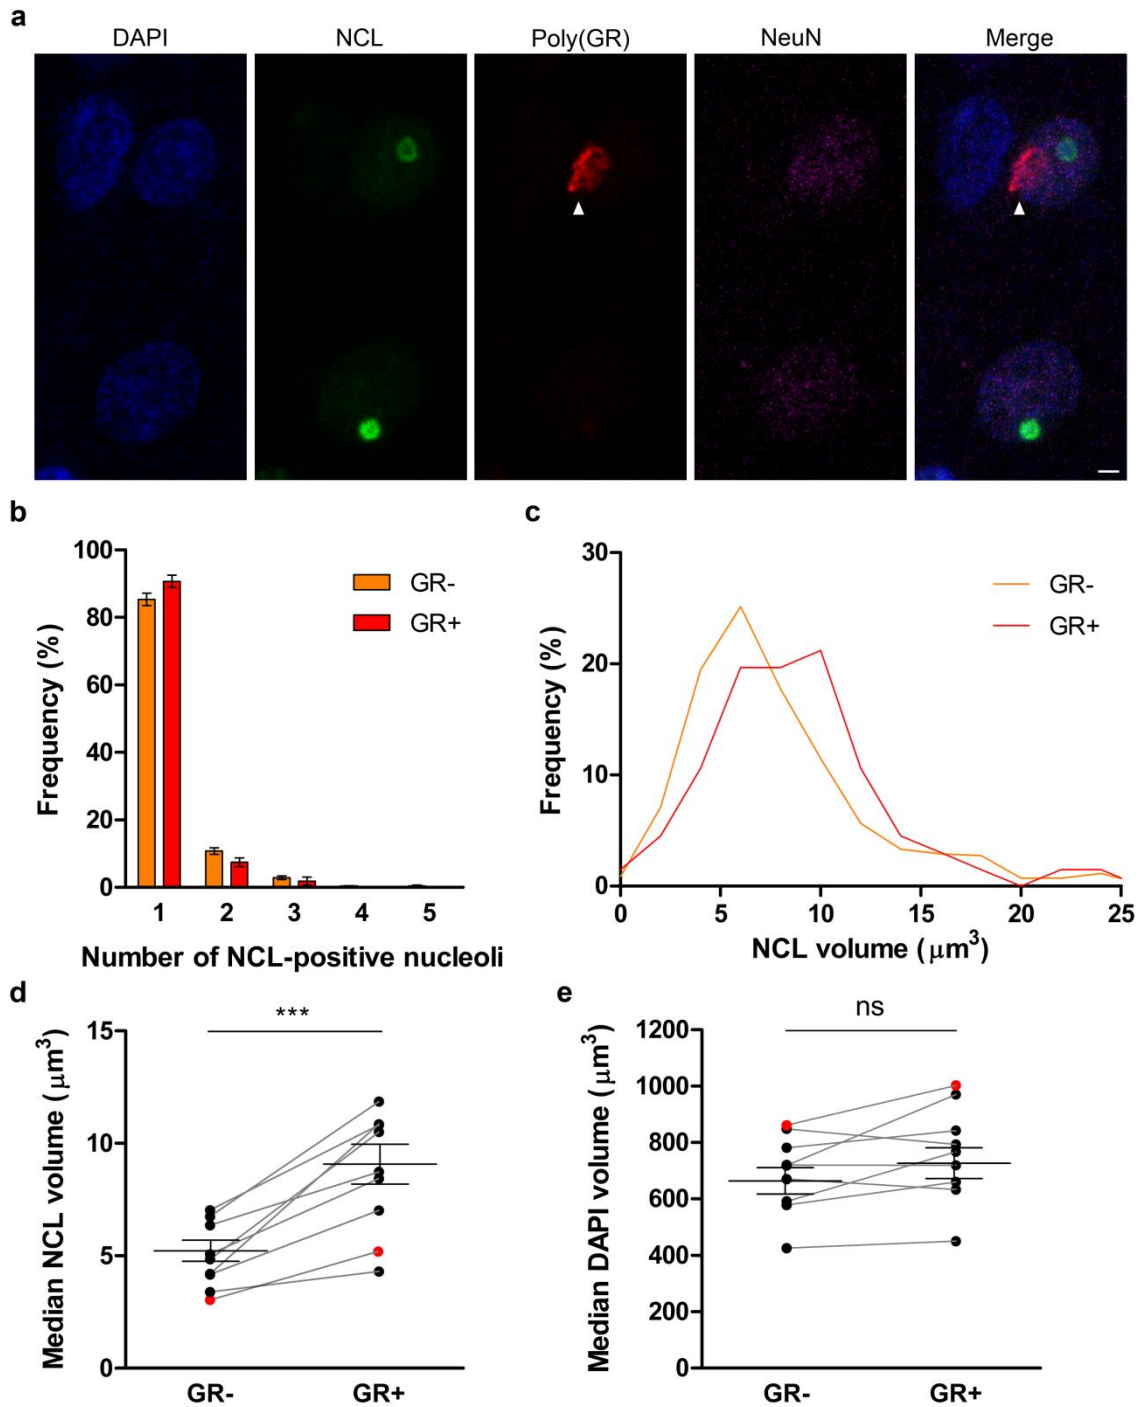 a
DAPI NCL Poly(GR) NeuN Merge
b
100
80
60
40
20
0
Frequency (%)
GR-
GR+
1 2 3 4 5
Number of NCL-positive nucleoli
c
30
20
10
0
Frequency (%)
GR-
GR+
0 5 10 15 20 25
NCL volume (μm³)
d
***
15
10
5
0
Median NCL volume (μm³)
GR- GR+
e
ns
1200
1000
800
600
400
200
0
Median DAPI volume (μm³)
GR- GR+